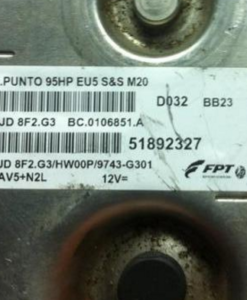 .PUNTO 95HP EU5 S&S M20
D032 BB23
JD 8F2.G3 BC.0106851.A
51892327
JD 8F2.G3/HW00P/9743-G301
AV5+N2L 12V=
FPT